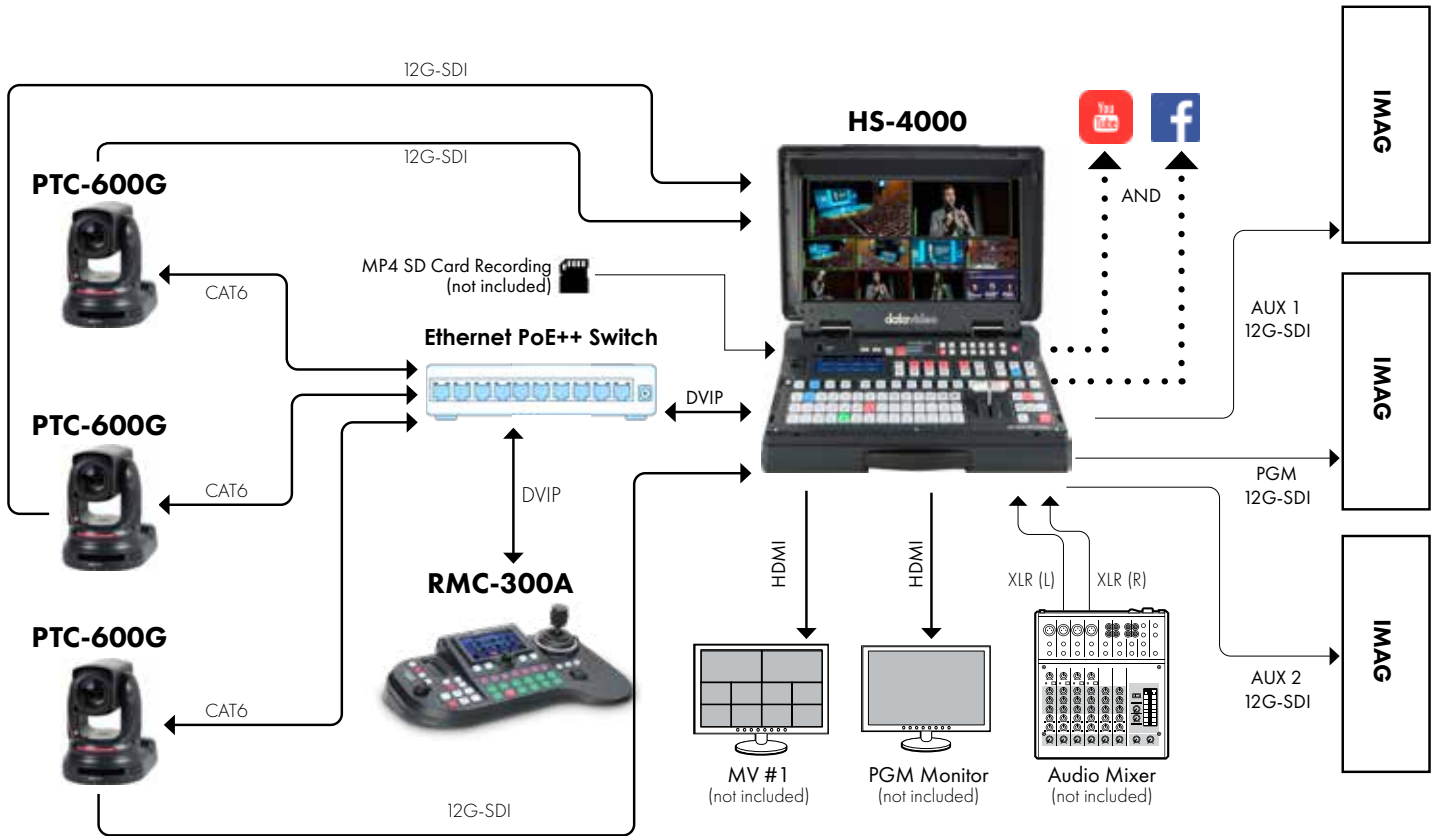 12G-SDI
12G-SDI
HS-4000
You
Tube
f
AND
IMAG
PTC-600G
MP4 SD Card Recording
(not included)
CAT6
Ethernet PoE++ Switch
datavideo
AUX 1
12G-SDI
IMAG
DVIP
PTC-600G
CAT6
DVIP
PGM
12G-SDI
RMC-300A
HDMI
HDMI
XLR (L)
XLR (R)
IMAG
PTC-600G
CAT6
AUX 2
12G-SDI
MV #1
(not included)
PGM Monitor
(not included)
Audio Mixer
(not included)
12G-SDI